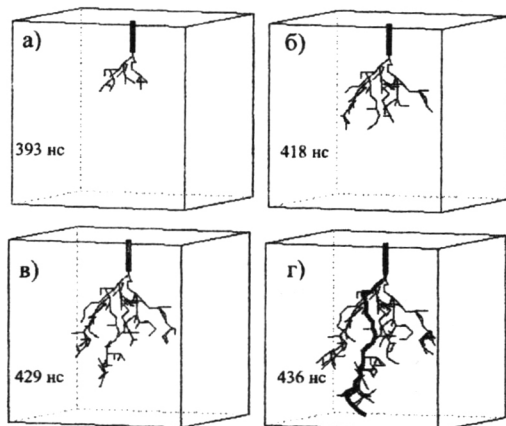 а)
393 нс
б)
418 нс
в)
429 нс
г)
436 нс